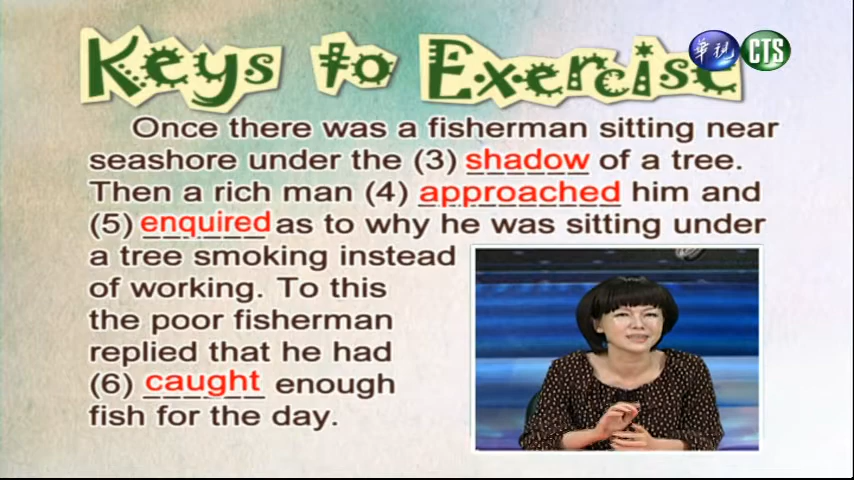 Keys to Exercise
華視 CTS
Once there was a fisherman sitting near
seashore under the (3) shadow of a tree.
Then a rich man (4) approached him and
(5) enquired as to why he was sitting under
a tree smoking instead
of working. To this
the poor fisherman
replied that he had
(6) caught enough
fish for the day.